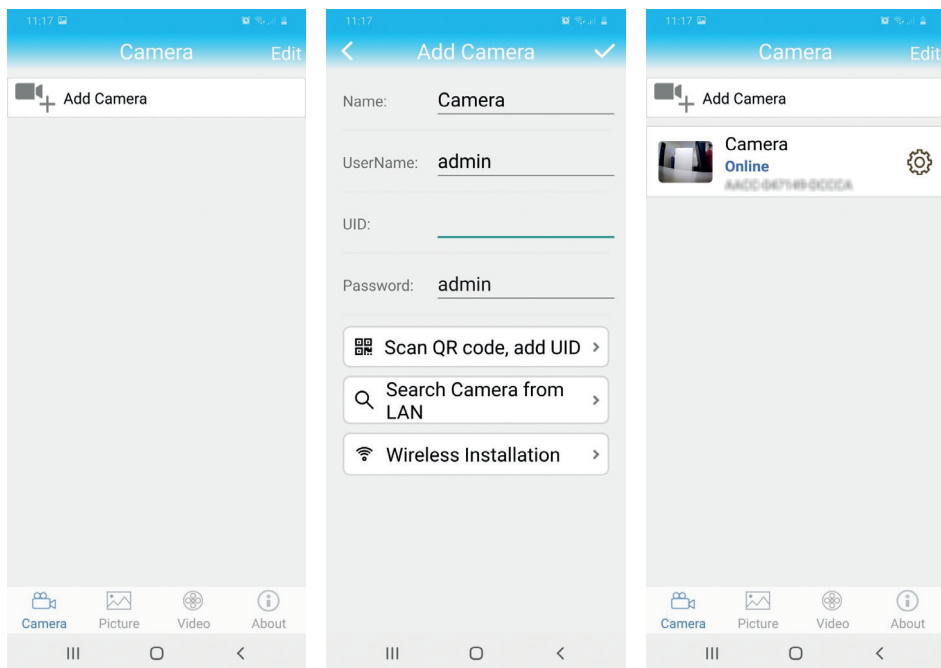 11:17
Camera
Edit
Add Camera
Camera
Picture
Video
About
11:17
Add Camera
Name:
Camera
UserName:
admin
UID:
Password:
admin
Scan QR code, add UID
Search Camera from
LAN
Wireless Installation
11:17
Camera
Edit
Add Camera
Camera
Online
Camera
Picture
Video
About